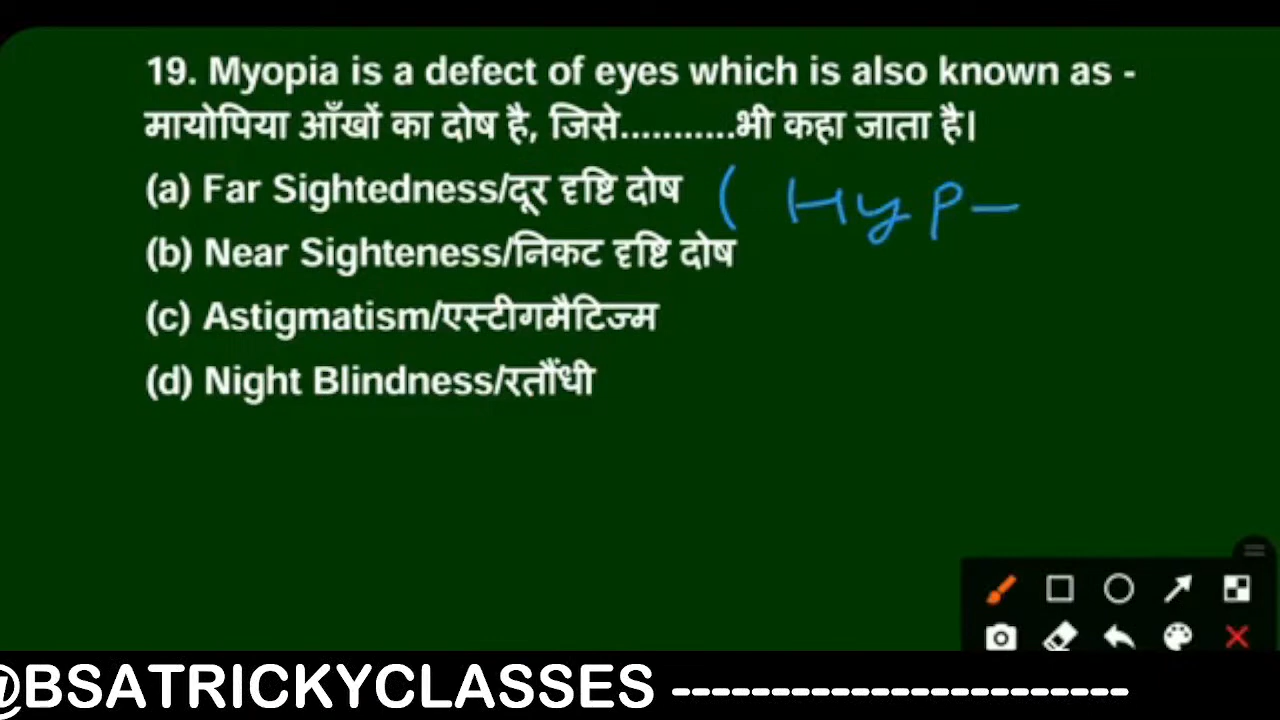 19. Myopia is a defect of eyes which is also known as -
मायोपिया आँखों का दोष है, जिसे...........भी कहा जाता है।
(a) Far Sightedness/दूर दृष्टि दोष ( Hyp-
(b) Near Sighteness/निकट दृष्टि दोष
(c) Astigmatism/एस्टीगमैटिज्म
(d) Night Blindness/रतौंधी
@BSATRICKYCLASSES -----------------------